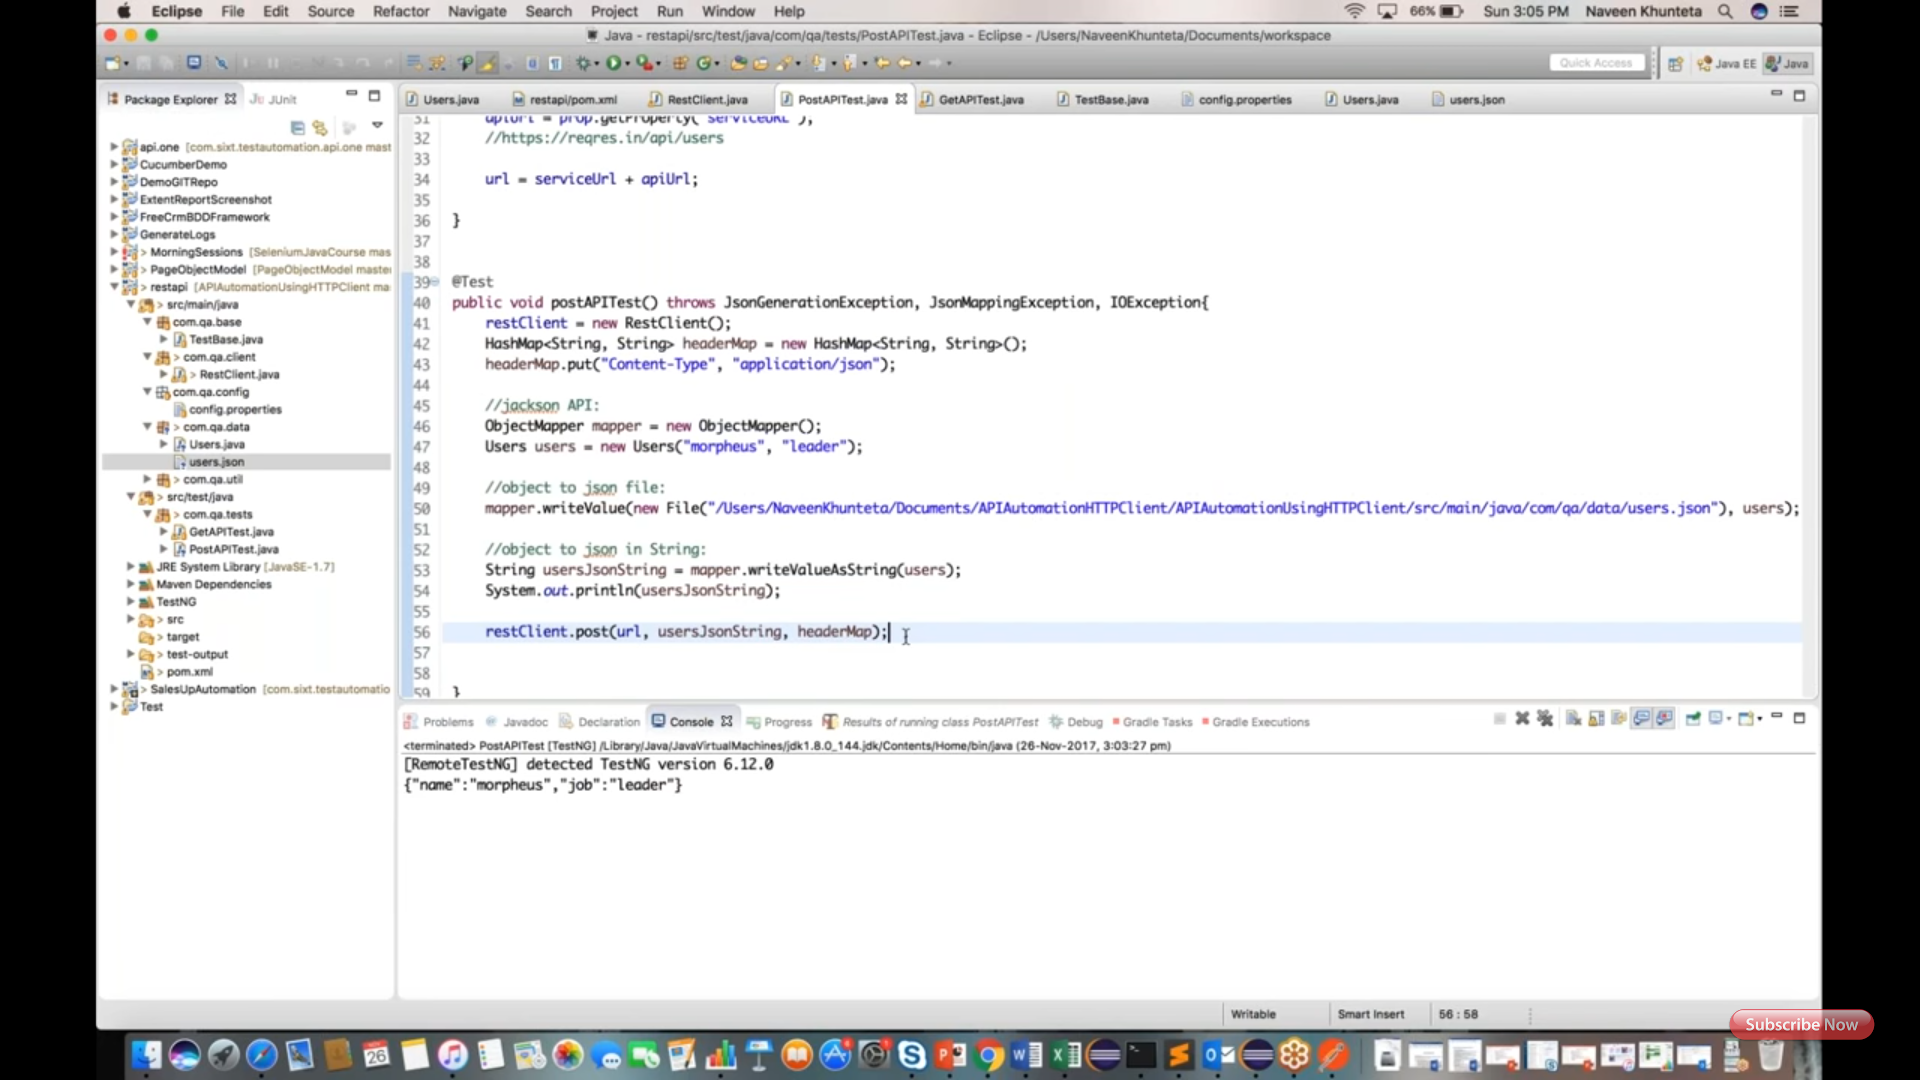 Eclipse File Edit Source Refactor Navigate Search Project Run Window Help 66% Sun 3:05 PM Naveen Khunteta
Java - restapi/src/test/java/com/qa/tests/PostAPITest.java - Eclipse - /Users/NaveenKhunteta/Documents/workspace
Quick Access Java EE Java
Package Explorer JUnit
Users.java restapi/pom.xml RestClient.java PostAPITest.java GetAPITest.java TestBase.java config.properties Users.java users.json
api.one [com.sixt.testautomation.api.one mast
CucumberDemo
DemoGITRepo
ExtentReportScreenshot
FreeCrmBDDFramework
GenerateLogs
> MorningSessions [SeleniumJavaCourse mas
> PageObjectModel [PageObjectModel maste
> restapi [APIAutomationUsingHTTPClient ma
> src/main/java
com.qa.base
TestBase.java
> com.qa.client
> RestClient.java
com.qa.config
config.properties
> com.qa.data
Users.java
users.json
> com.qa.util
> src/test/java
> com.qa.tests
GetAPITest.java
PostAPITest.java
JRE System Library [JavaSE-1.7]
Maven Dependencies
TestNG
> src
> target
> test-output
> pom.xml
> SalesUpAutomation [com.sixt.testautomatio
Test
31 apiUrl = prop.getProperty("serviceURL");
32 //https://reqres.in/api/users
33
34 url = serviceUrl + apiUrl;
35
36 }
37
38
39 @Test
40 public void postAPITest() throws JsonGenerationException, JsonMappingException, IOException{
41 restClient = new RestClient();
42 HashMap<String, String> headerMap = new HashMap<String, String>();
43 headerMap.put("Content-Type", "application/json");
44
45 //jackson API:
46 ObjectMapper mapper = new ObjectMapper();
47 Users users = new Users("morpheus", "leader");
48
49 //object to json file:
50 mapper.writeValue(new File("/Users/NaveenKhunteta/Documents/APIAutomationHTTPClient/APIAutomationUsingHTTPClient/src/main/java/com/qa/data/users.json"), users);
51
52 //object to json in String:
53 String usersJsonString = mapper.writeValueAsString(users);
54 System.out.println(usersJsonString);
55
56 restClient.post(url, usersJsonString, headerMap);
57
58
59 }
Problems Javadoc Declaration Console Progress Results of running class PostAPITest Debug Gradle Tasks Gradle Executions
<terminated> PostAPITest [TestNG] /Library/Java/JavaVirtualMachines/jdk1.8.0_144.jdk/Contents/Home/bin/java (26-Nov-2017, 3:03:27 pm)
[RemoteTestNG] detected TestNG version 6.12.0
{"name":"morpheus","job":"leader"}
Writable Smart Insert 56 : 58
Subscribe Now
26